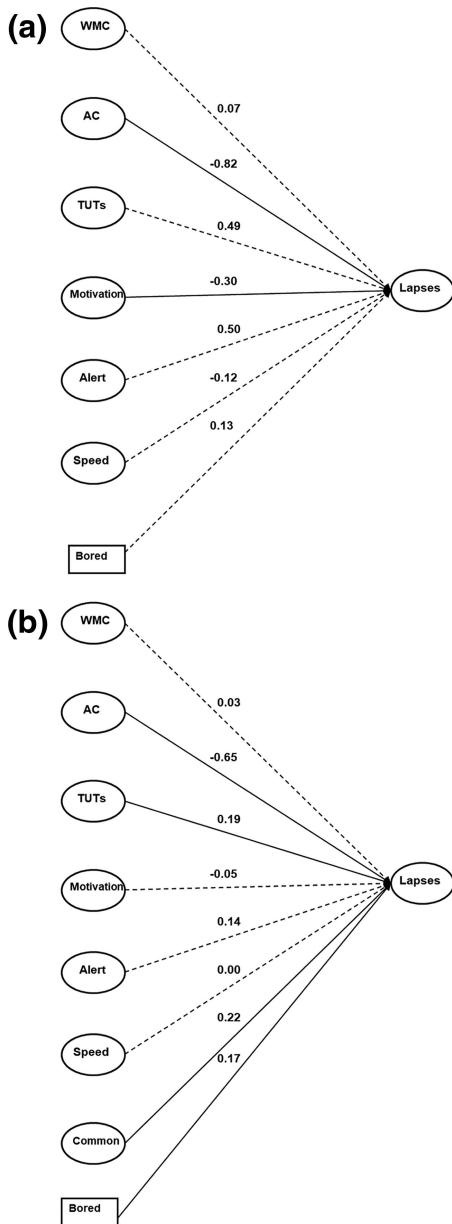 (a)
WMC
0.07
AC
-0.82
TUTs
0.49
Motivation
-0.30
Lapses
Alert
0.50
Speed
-0.12
0.13
Bored
(b)
WMC
0.03
AC
-0.65
TUTs
0.19
Motivation
-0.05
Lapses
Alert
0.14
Speed
0.00
0.22
0.17
Common
Bored